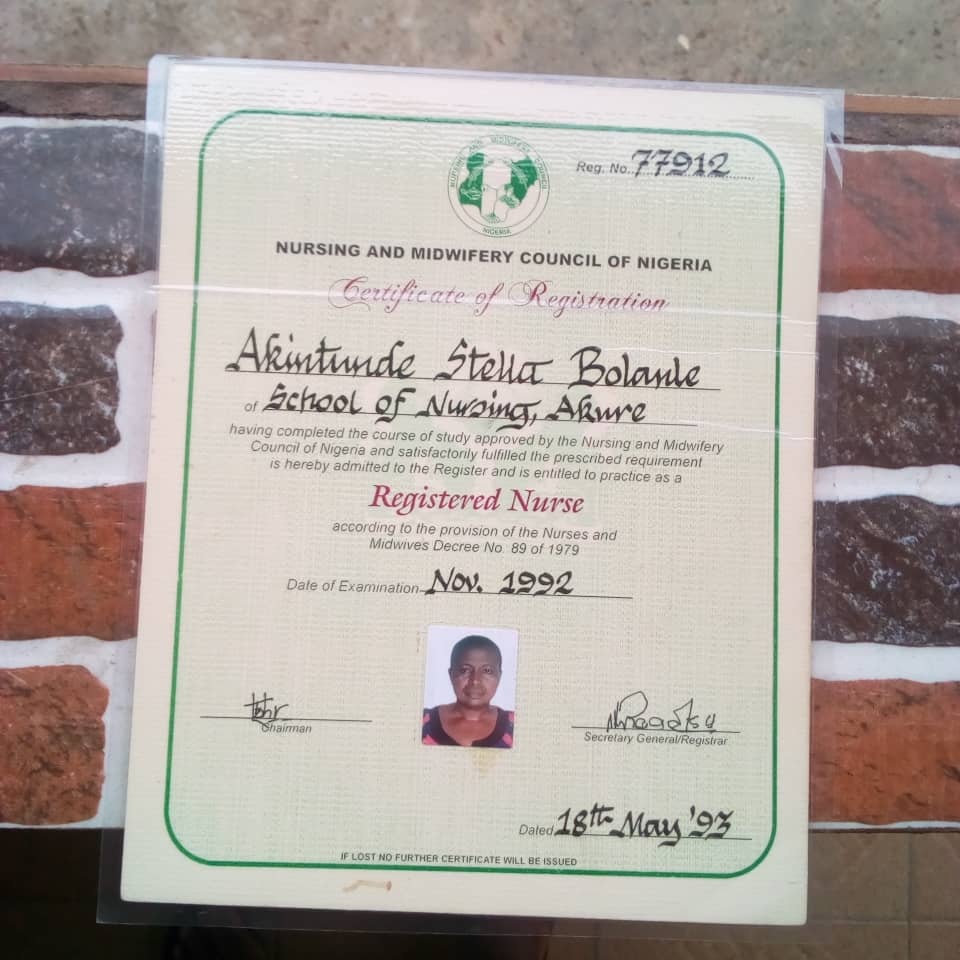 NURSING AND MIDWIFERY COUNCIL
NIGERIA
Reg. No. 77912
NURSING AND MIDWIFERY COUNCIL OF NIGERIA
Certificate of Registration
Akintunde Stella Bolanle
of School of Nursing, Akure
having completed the course of study approved by the Nursing and Midwifery
Council of Nigeria and satisfactorily fulfilled the prescribed requirement
is hereby admitted to the Register and is entitled to practice as a
Registered Nurse
according to the provision of the Nurses and
Midwives Decree No. 89 of 1979
Date of Examination Nov. 1992
Chairman
Secretary General/Registrar
Dated 18th May '93
IF LOST NO FURTHER CERTIFICATE WILL BE ISSUED